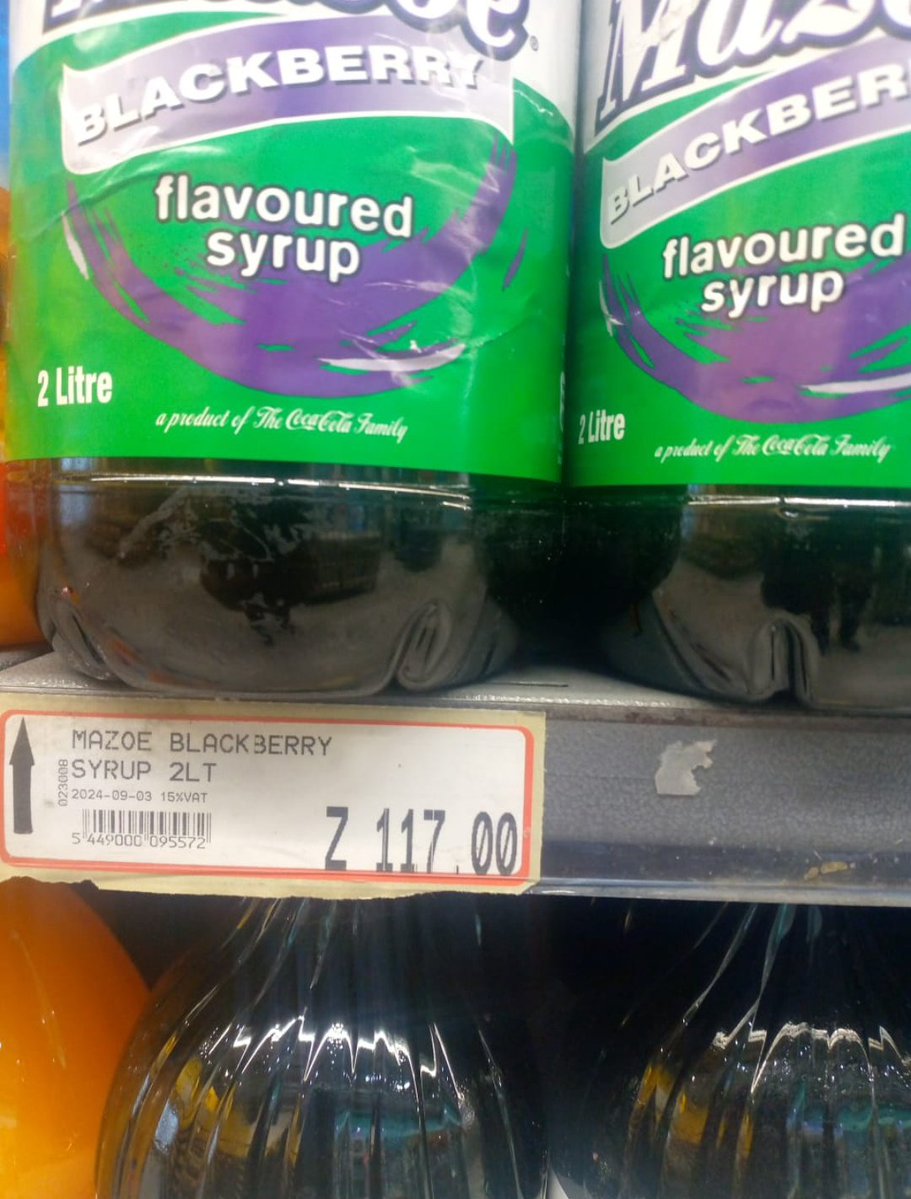 Mazoe
BLACKBERRY
flavoured
syrup
2 Litre
a product of The Coca-Cola Family
BLACKBER
flavoured
syrup
2 Litre
a product of The Coca-Cola Family
MAZOE BLACKBERRY
SYRUP 2LT
023008
2024-09-03 15%VAT
5 449000 095572
Z 117.00